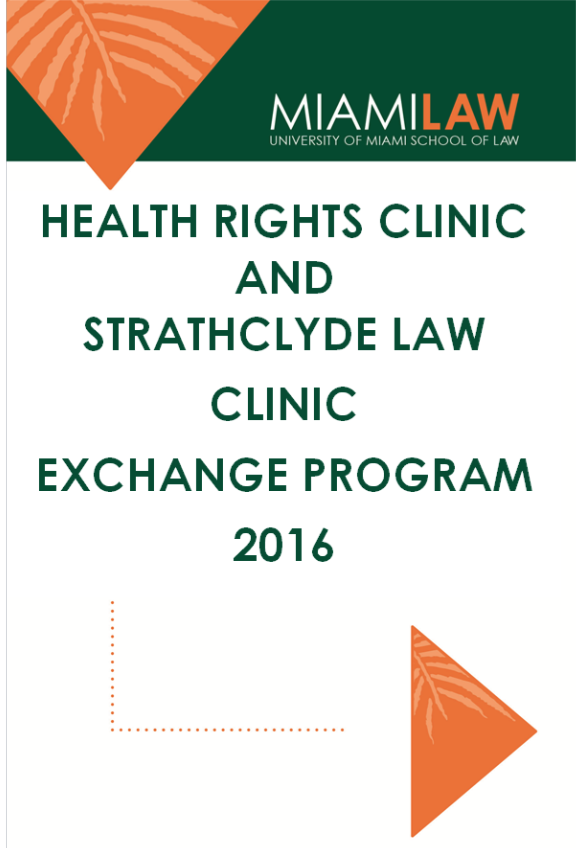 MIAMILAW
UNIVERSITY OF MIAMI SCHOOL OF LAW
HEALTH RIGHTS CLINIC
AND
STRATHCLYDE LAW
CLINIC
EXCHANGE PROGRAM
2016